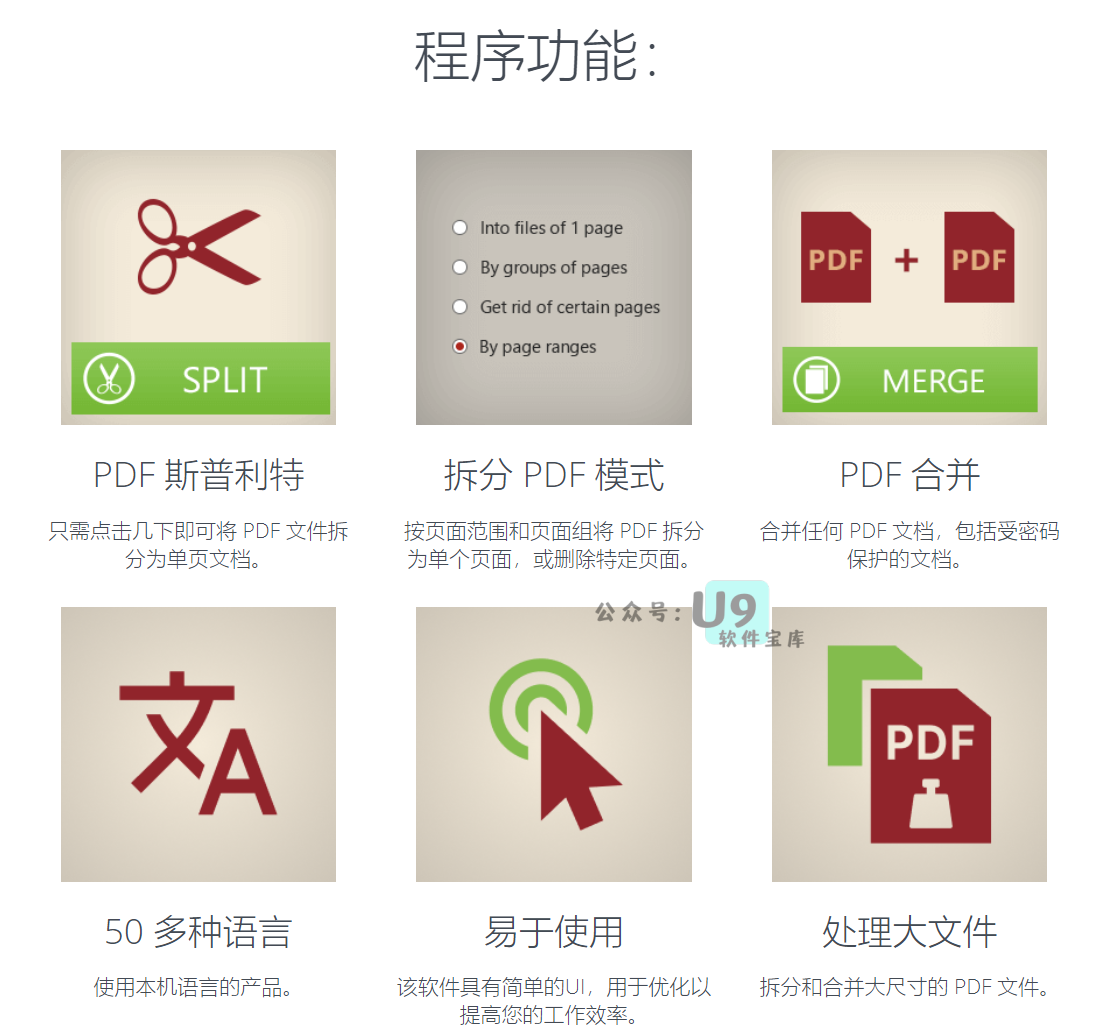 程序功能：
SPLIT
Into files of 1 page
By groups of pages
Get rid of certain pages
By page ranges
PDF + PDF
MERGE
PDF 斯普利特
只需点击几下即可将 PDF 文件拆
分为单页文档。
拆分 PDF 模式
按页面范围和页面组将 PDF 拆分
为单个页面，或删除特定页面。
PDF 合并
合并任何 PDF 文档，包括受密码
保护的文档。
公众号：U9
软件宝库
文A
PDF
50 多种语言
使用本机语言的产品。
易于使用
该软件具有简单的UI，用于优化以
提高您的工作效率。
处理大文件
拆分和合并大尺寸的 PDF 文件。